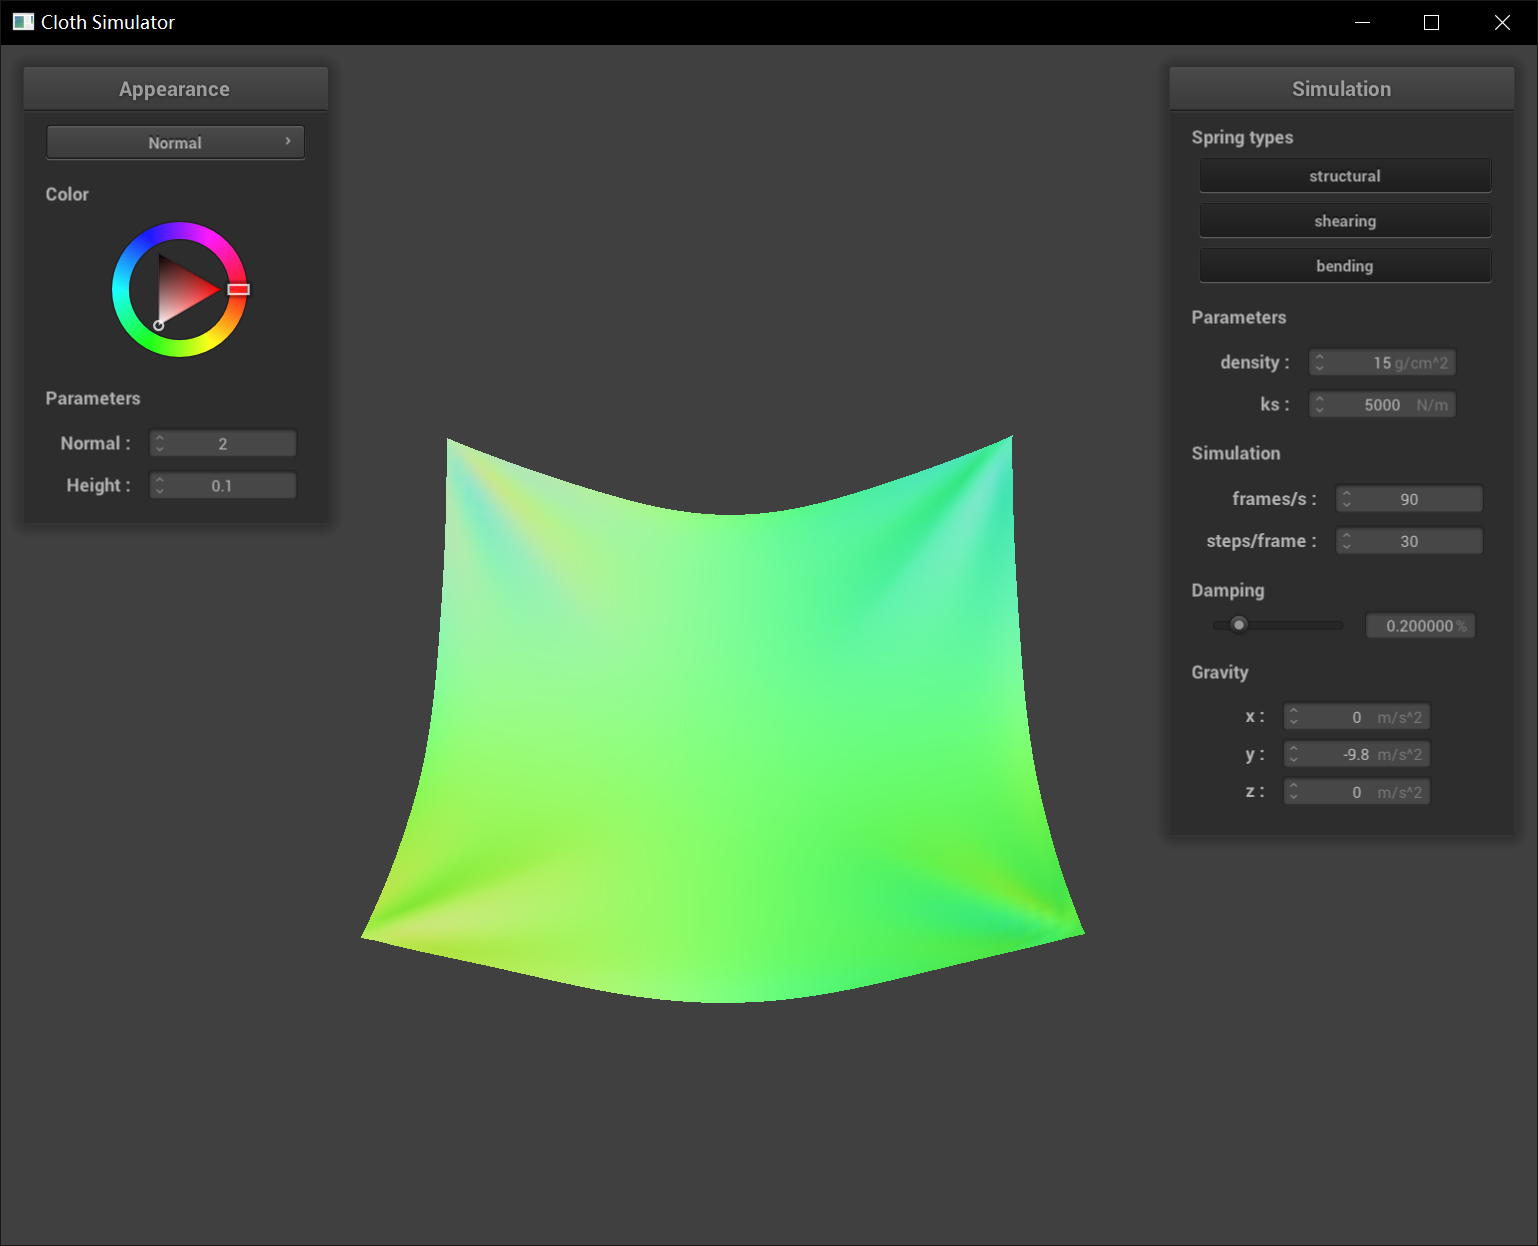 Cloth Simulator
Appearance
Normal
Color
Parameters
Normal : 2
Height : 0.1
Simulation
Spring types
structural
shearing
bending
Parameters
density : 15 g/cm^2
ks : 5000 N/m
Simulation
frames/s : 90
steps/frame : 30
Damping
0.200000 %
Gravity
x : 0 m/s^2
y : -9.8 m/s^2
z : 0 m/s^2